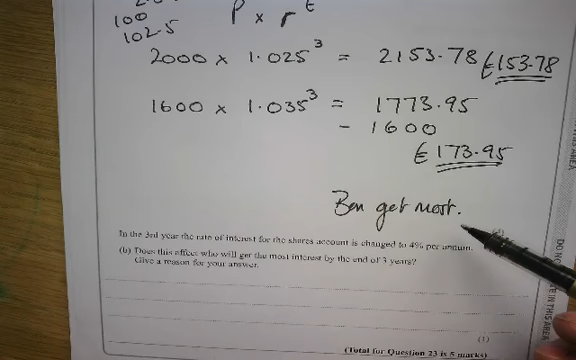 100
P x r^t
102.5
2000 x 1.025^3 = 2153.78 £153.78
1600 x 1.035^3 = 1773.95
- 1600
£173.95
Ben get most.
In the 3rd year the rate of interest for the shares account is changed to 4% per annum.
(b) Does this affect who will get the most interest by the end of 3 years?
Give a reason for your answer.
(1)
(Total for Question 23 is 5 marks)